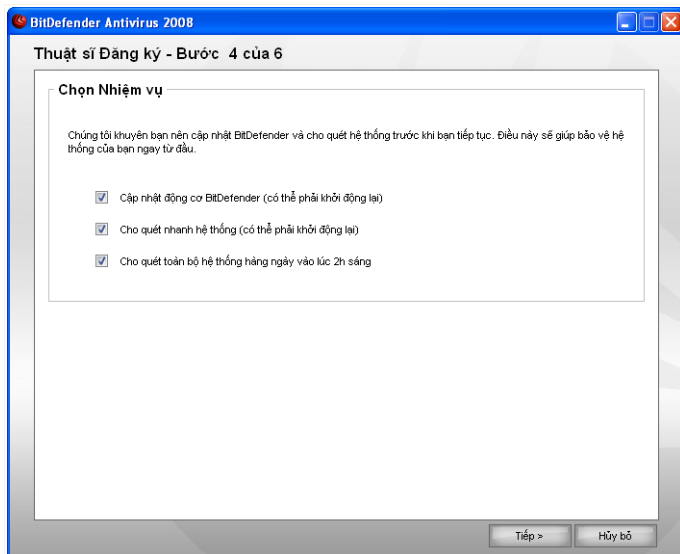 BitDefender Antivirus 2008
Thuật sĩ Đăng ký - Bước 4 của 6
Chọn Nhiệm vụ
Chúng tôi khuyên bạn nên cập nhật BitDefender và cho quét hệ thống trước khi bạn tiếp tục. Điều này sẽ giúp bảo vệ hệ
thống của bạn ngay từ đầu.
Cập nhật động cơ BitDefender (có thể phải khởi động lại)
Cho quét nhanh hệ thống (có thể phải khởi động lại)
Cho quét toàn bộ hệ thống hàng ngày vào lúc 2h sáng
Tiếp >
Hủy bỏ